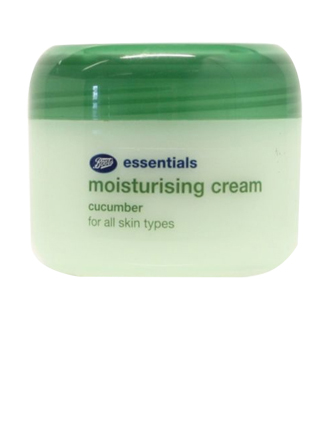 Boots essentials
moisturising cream
cucumber
for all skin types